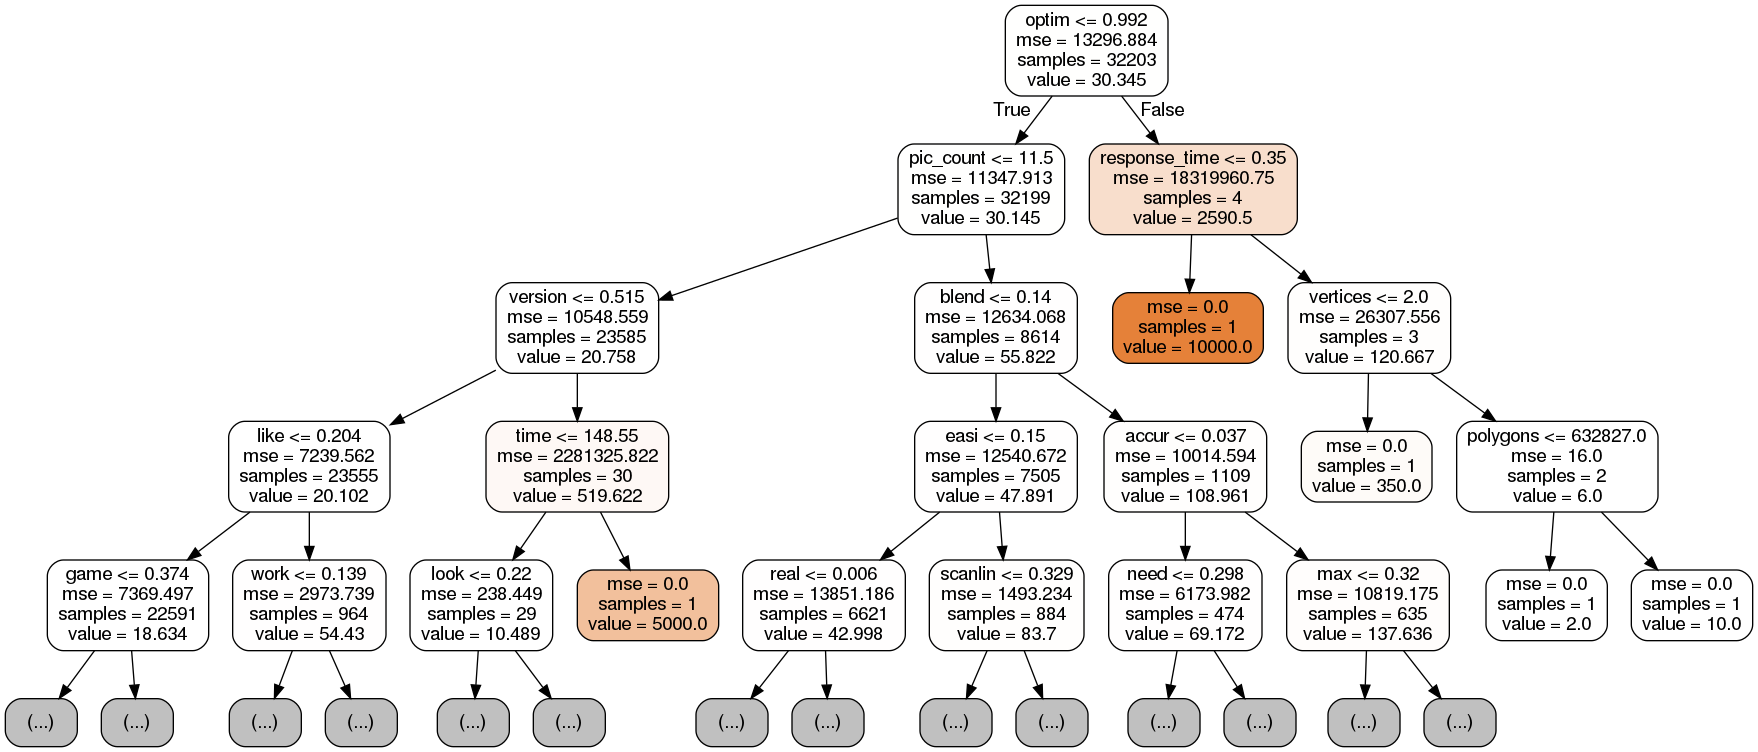 optim <= 0.992
mse = 13296.884
samples = 32203
value = 30.345
True
False
pic_count <= 11.5
mse = 11347.913
samples = 32199
value = 30.145
response_time <= 0.35
mse = 18319960.75
samples = 4
value = 2590.5
version <= 0.515
mse = 10548.559
samples = 23585
value = 20.758
blend <= 0.14
mse = 12634.068
samples = 8614
value = 55.822
mse = 0.0
samples = 1
value = 10000.0
vertices <= 2.0
mse = 26307.556
samples = 3
value = 120.667
like <= 0.204
mse = 7239.562
samples = 23555
value = 20.102
time <= 148.55
mse = 2281325.822
samples = 30
value = 519.622
easi <= 0.15
mse = 12540.672
samples = 7505
value = 47.891
accur <= 0.037
mse = 10014.594
samples = 1109
value = 108.961
mse = 0.0
samples = 1
value = 350.0
polygons <= 632827.0
mse = 16.0
samples = 2
value = 6.0
game <= 0.374
mse = 7369.497
samples = 22591
value = 18.634
work <= 0.139
mse = 2973.739
samples = 964
value = 54.43
look <= 0.22
mse = 238.449
samples = 29
value = 10.489
mse = 0.0
samples = 1
value = 5000.0
real <= 0.006
mse = 13851.186
samples = 6621
value = 42.998
scanlin <= 0.329
mse = 1493.234
samples = 884
value = 83.7
need <= 0.298
mse = 6173.982
samples = 474
value = 69.172
max <= 0.32
mse = 10819.175
samples = 635
value = 137.636
mse = 0.0
samples = 1
value = 2.0
mse = 0.0
samples = 1
value = 10.0
(...)
(...)
(...)
(...)
(...)
(...)
(...)
(...)
(...)
(...)
(...)
(...)
(...)
(...)